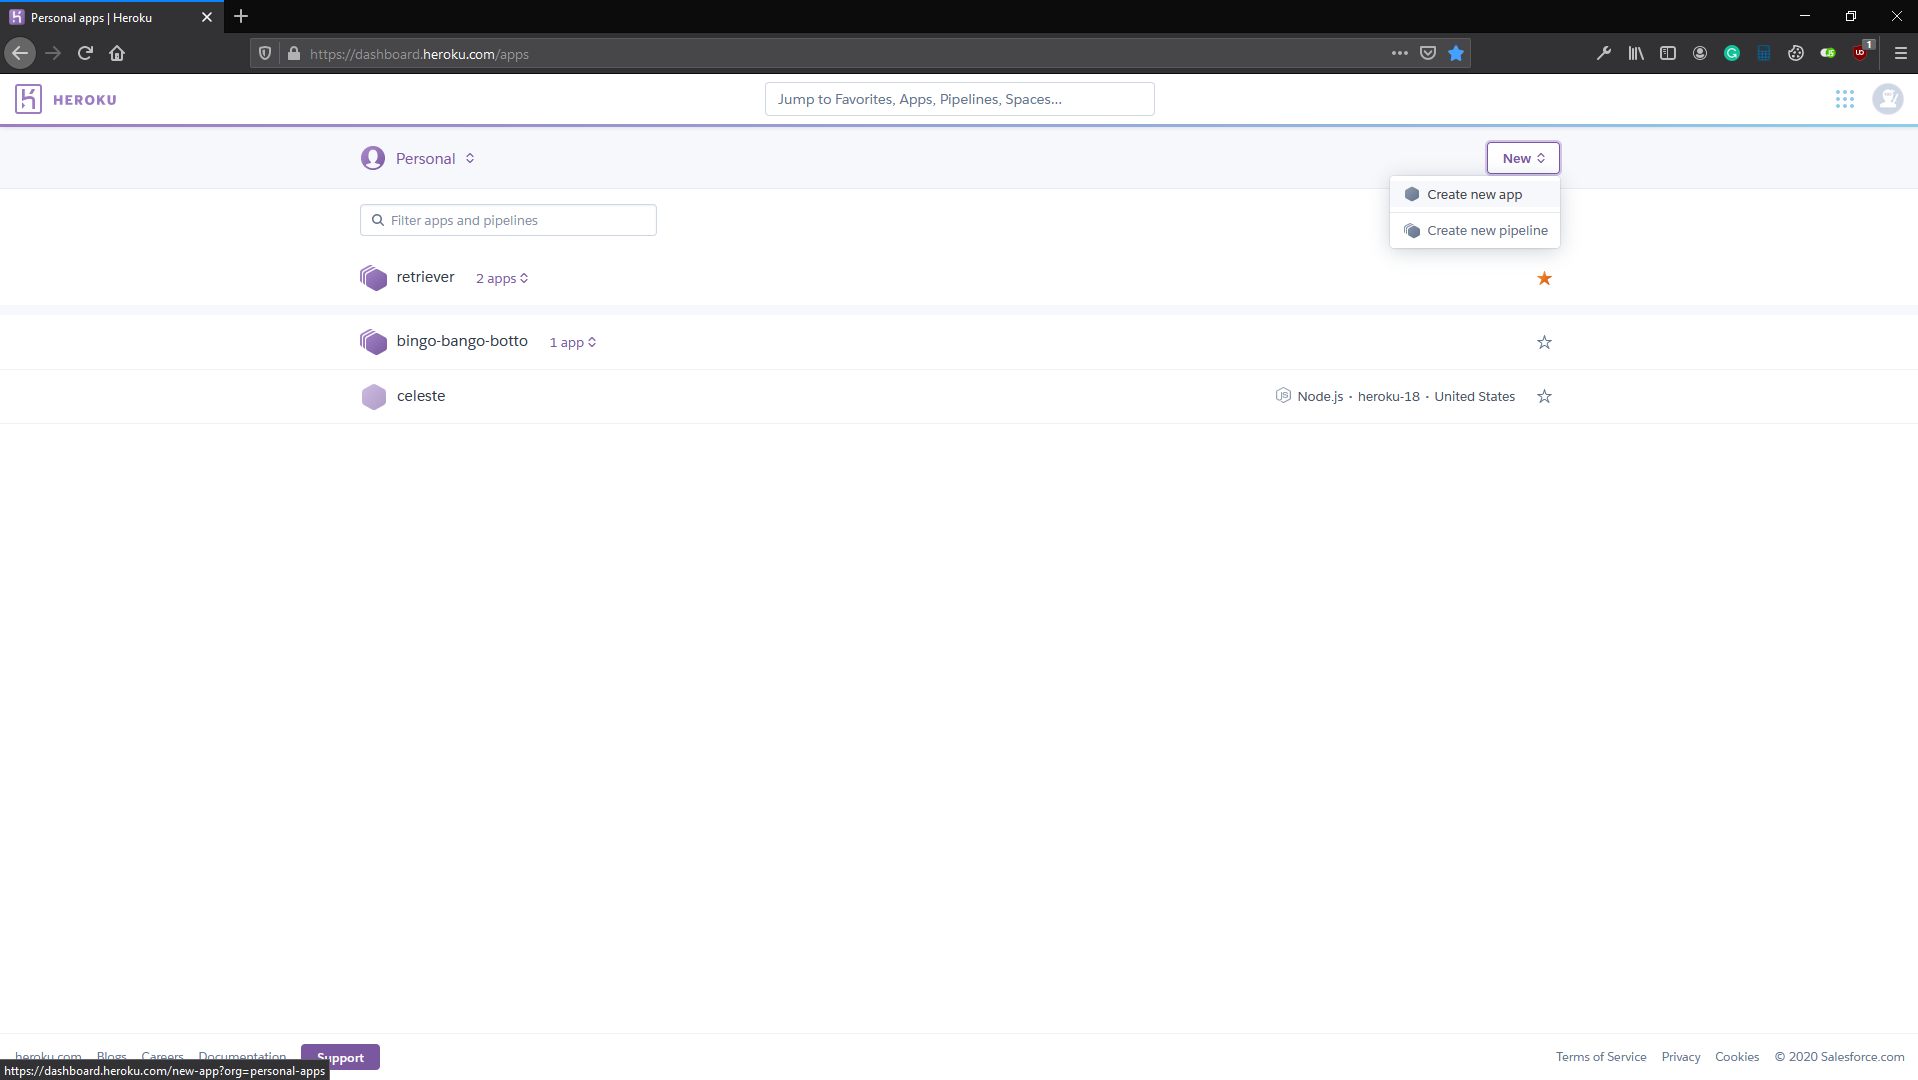 Personal apps | Heroku
https://dashboard.heroku.com/apps
1
HEROKU
Jump to Favorites, Apps, Pipelines, Spaces...
Personal
New
Create new app
Create new pipeline
Filter apps and pipelines
retriever 2 apps
bingo-bango-botto 1 app
celeste Node.js · heroku-18 · United States
heroku.com Blogs Careers Documentation Support
Terms of Service Privacy Cookies © 2020 Salesforce.com
https://dashboard.heroku.com/new-app?org=personal-apps